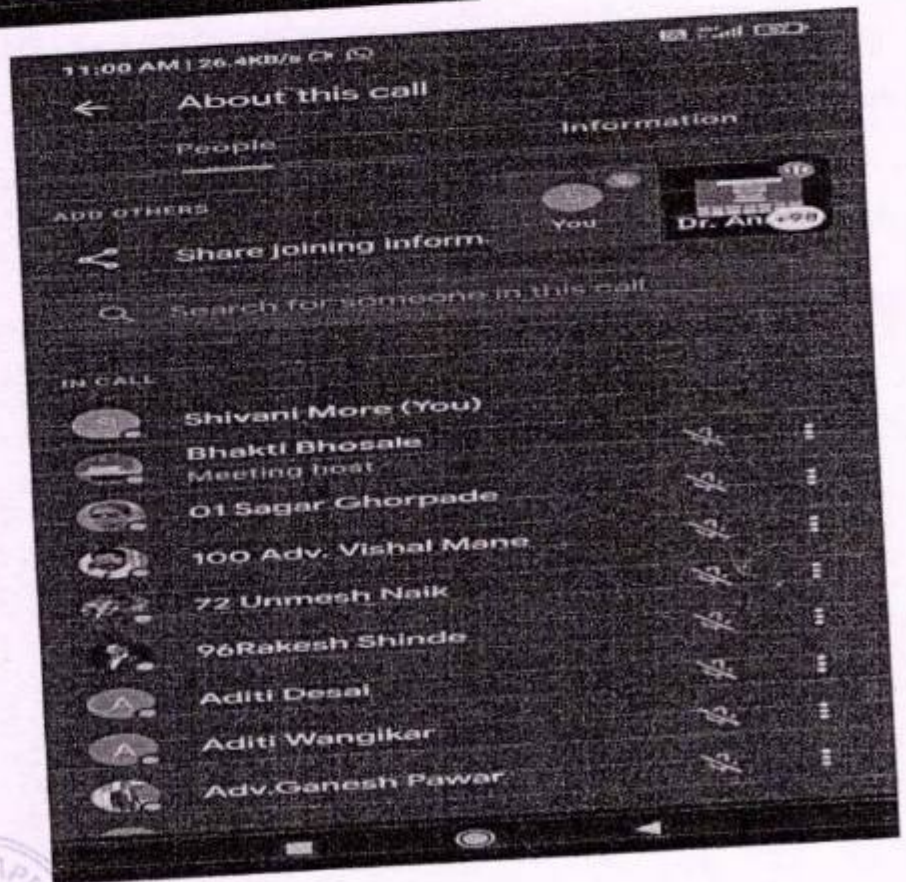 11:00 AM | 26.4KB/s
About this call
People
Information
ADD OTHERS
Share joining inform
You
Dr. An
+98
Search for someone in this call
IN CALL
Shivani More (You)
Bhakti Bhosale
Meeting host
01 Sagar Ghorpade
100 Adv. Vishal Mane
72 Unmesh Naik
96Rakesh Shinde
A
Aditi Desai
A
Aditi Wangikar
Adv.Ganesh Pawar